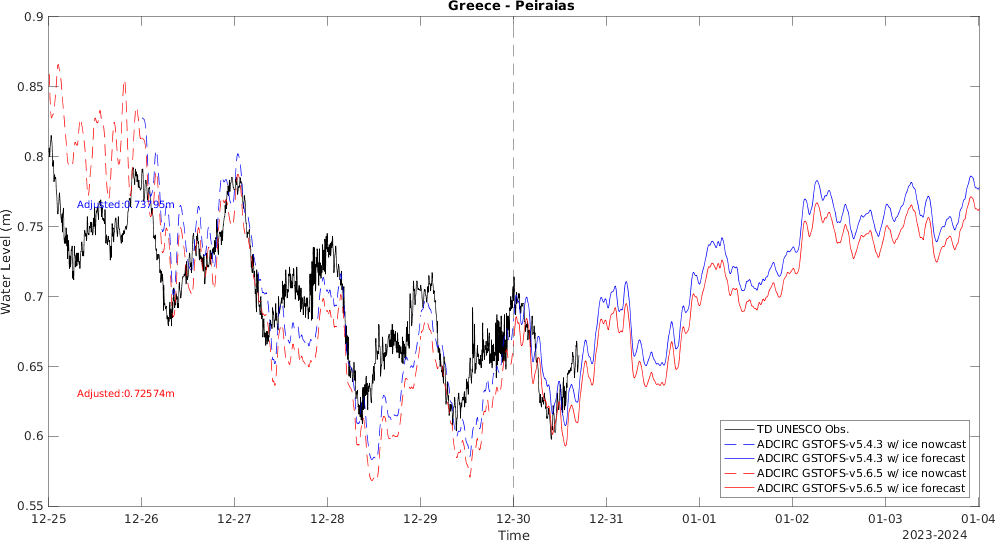 Greece - Peiraias
0.9
0.85
0.8
0.75
0.7
0.65
0.6
0.55
Water Level (m)
Adjusted:0.73795m
Adjusted:0.72574m
TD UNESCO Obs.
ADCIRC GSTOFS-v5.4.3 w/ ice nowcast
ADCIRC GSTOFS-v5.4.3 w/ ice forecast
ADCIRC GSTOFS-v5.6.5 w/ ice nowcast
ADCIRC GSTOFS-v5.6.5 w/ ice forecast
12-25 12-26 12-27 12-28 12-29 12-30 12-31 01-01 01-02 01-03 01-04
Time
2023-2024